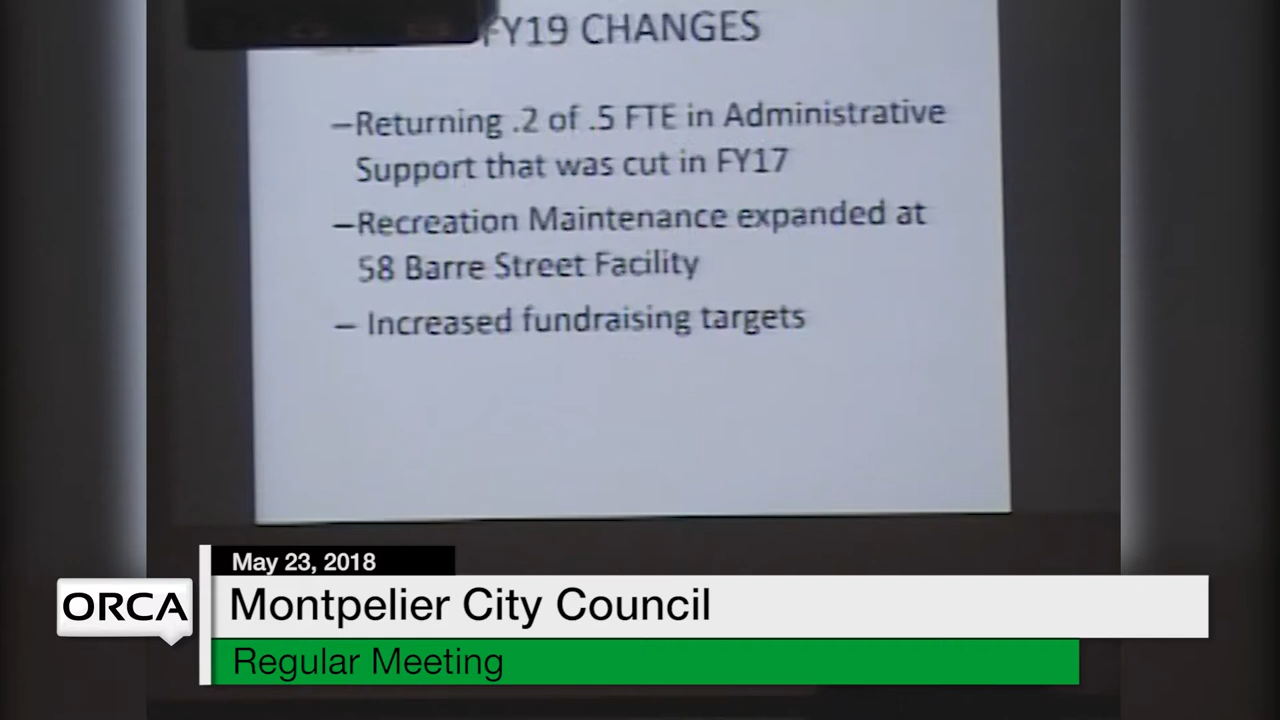 FY19 CHANGES
–Returning .2 of .5 FTE in Administrative
Support that was cut in FY17
–Recreation Maintenance expanded at
58 Barre Street Facility
– Increased fundraising targets
May 23, 2018
ORCA
Montpelier City Council
Regular Meeting